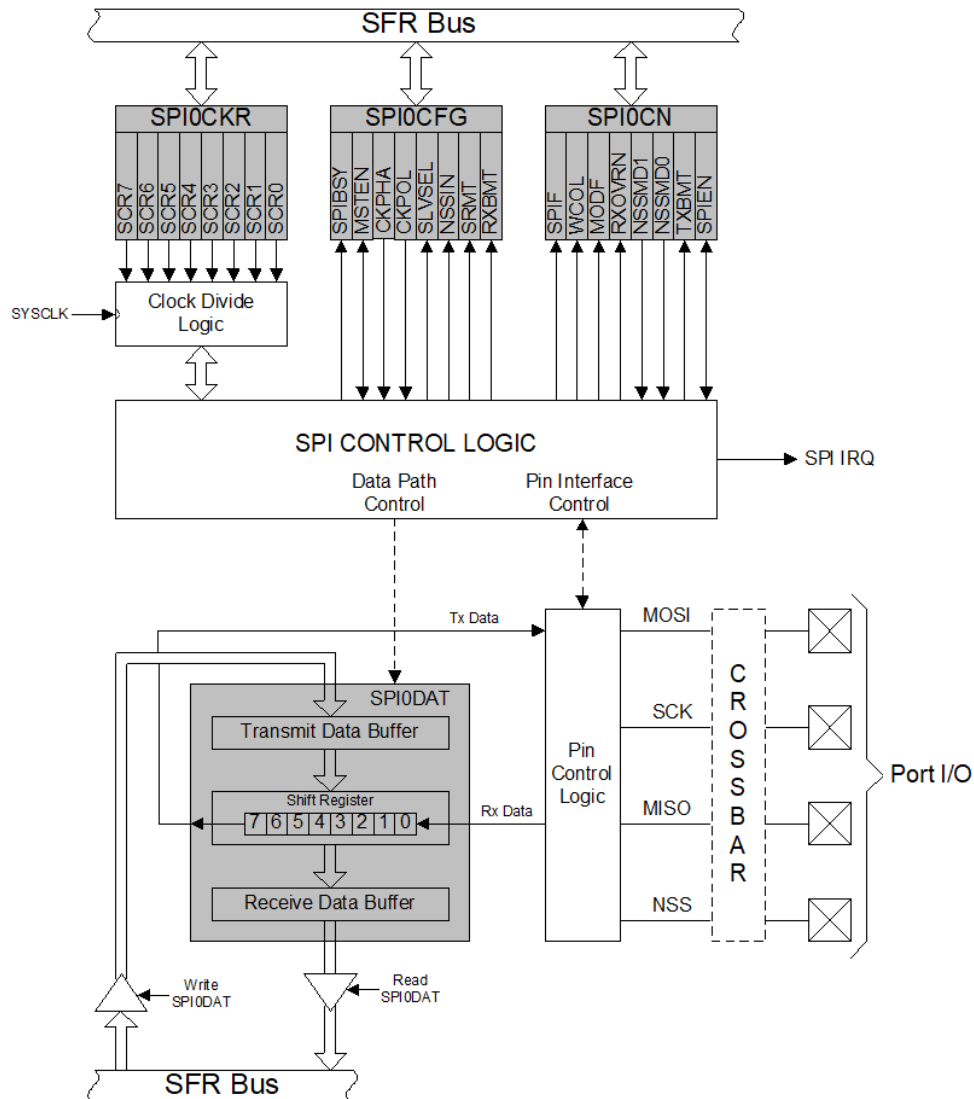 SFR Bus
SPI0CKR
SPI0CFG
SPI0CN
SCR7
SCR6
SCR5
SCR4
SCR3
SCR2
SCR1
SCR0
SPIBSY
MSTEN
CKPHA
CKPOL
SLVSEL
NSSIN
SRMT
RXBMT
SPIF
WCOL
MODF
RXOVRN
NSSMD1
NSSMD0
TXBMT
SPIEN
SYSCLK
Clock Divide
Logic
SPI CONTROL LOGIC
SPI IRQ
Data Path
Control
Pin Interface
Control
Tx Data
MOSI
SPI0DAT
Transmit Data Buffer
SCK
Shift Register
7 6 5 4 3 2 1 0
Rx Data
Pin
Control
Logic
MISO
CROSSBAR
Port I/O
Receive Data Buffer
NSS
Write
SPI0DAT
Read
SPI0DAT
SFR Bus